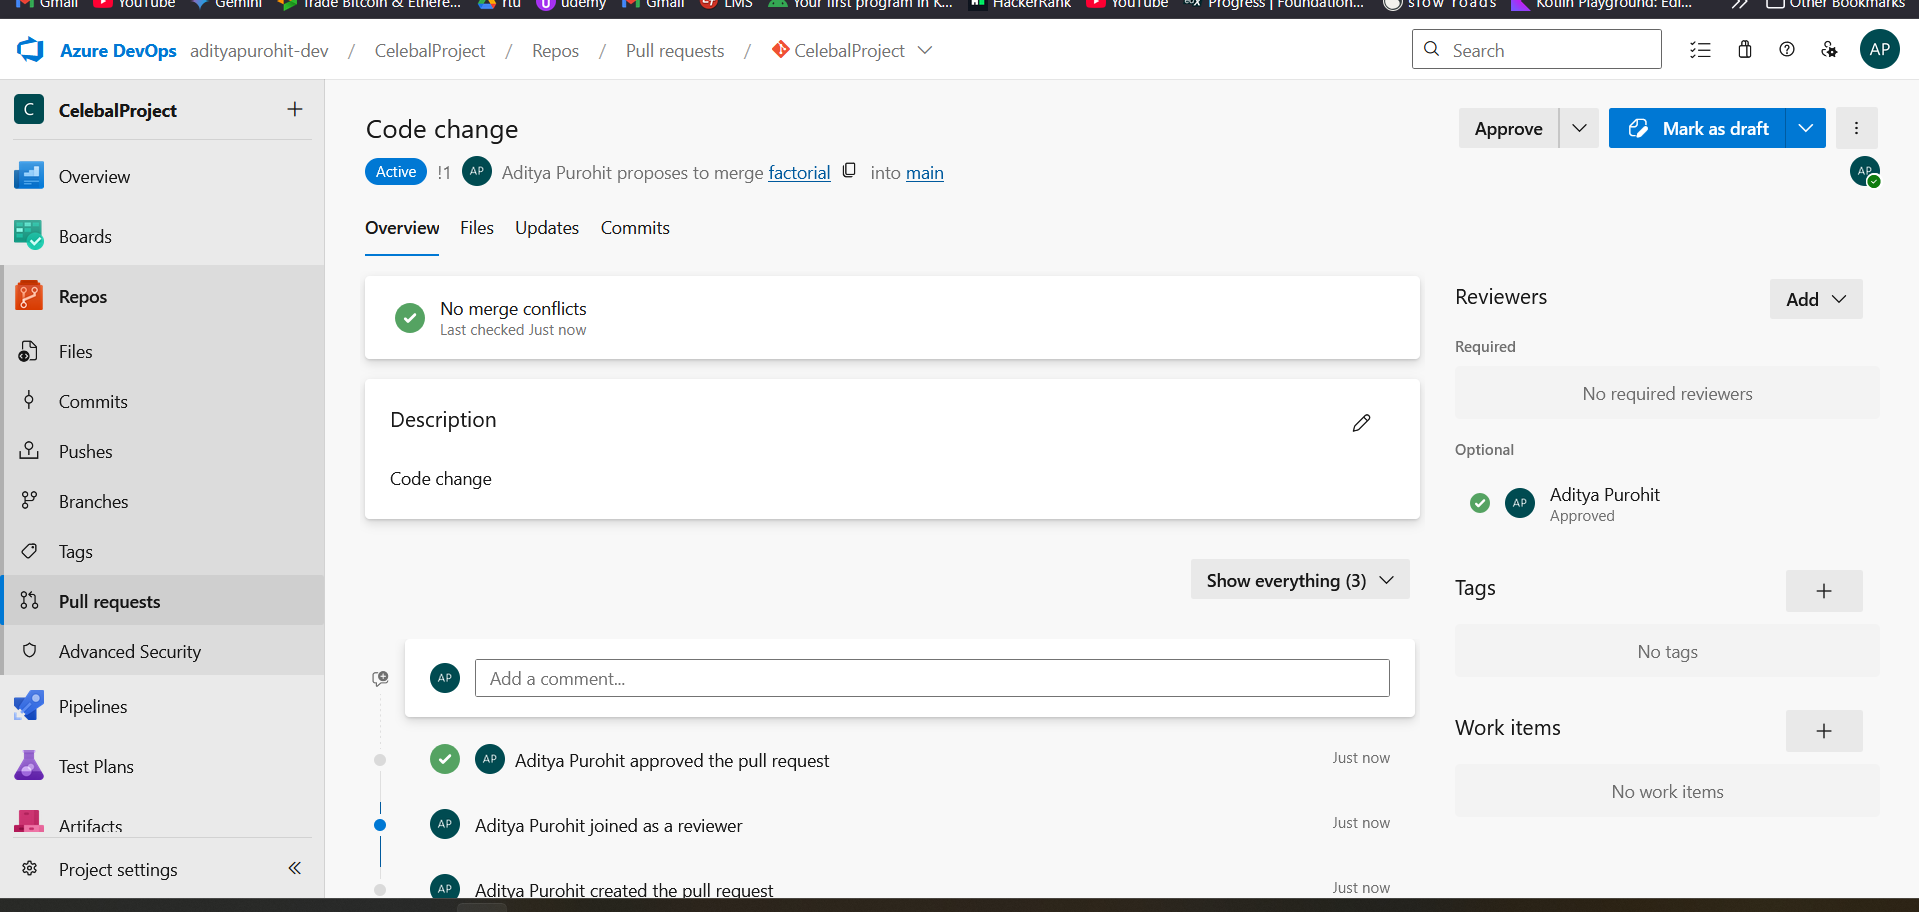 Gmail YouTube Gemini Trade Bitcoin & Ethere... rtu udemy Gmail LMS Your first program in K... HackerRank YouTube Progress | Foundation... slow roads Kotlin Playground: Edi... Other Bookmarks
Azure DevOps adityapurohit-dev / CelebalProject / Repos / Pull requests / CelebalProject
Search
AP
C CelebalProject
Overview
Boards
Repos
Files
Commits
Pushes
Branches
Tags
Pull requests
Advanced Security
Pipelines
Test Plans
Artifacts
Project settings
Code change
Approve
Mark as draft
Active !1 AP Aditya Purohit proposes to merge factorial into main
AP
Overview Files Updates Commits
No merge conflicts
Last checked Just now
Description
Code change
Show everything (3)
AP Add a comment...
AP Aditya Purohit approved the pull request Just now
AP Aditya Purohit joined as a reviewer Just now
AP Aditya Purohit created the pull request Just now
Reviewers
Add
Required
No required reviewers
Optional
AP Aditya Purohit
Approved
Tags
No tags
Work items
No work items